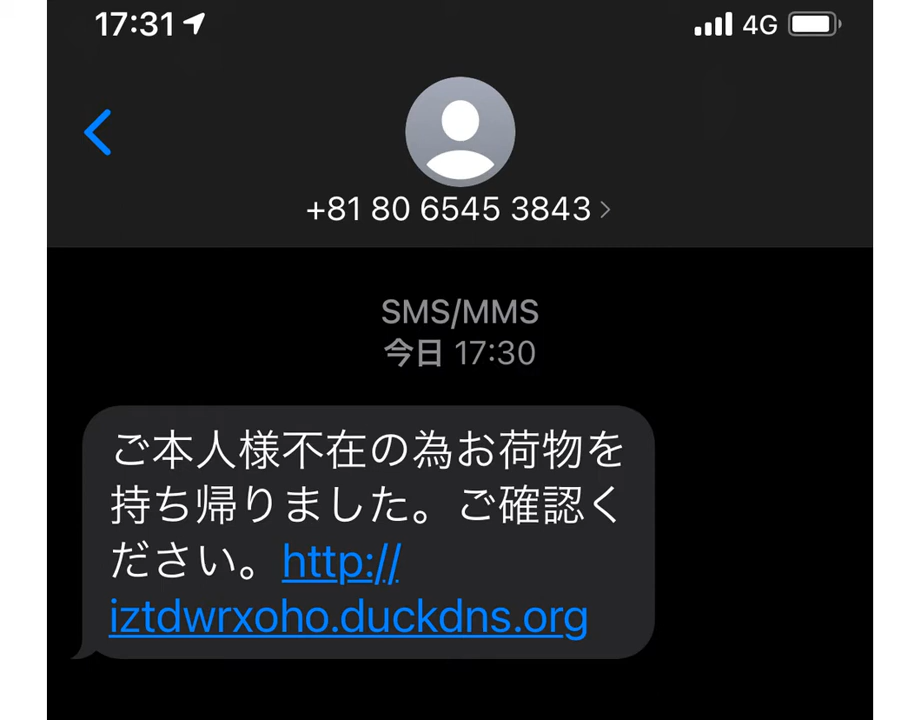 17:31
4G
+81 80 6545 3843
SMS/MMS
今日 17:30
ご本人様不在の為お荷物を
持ち帰りました。ご確認く
ださい。http://
iztdwrxoho.duckdns.org